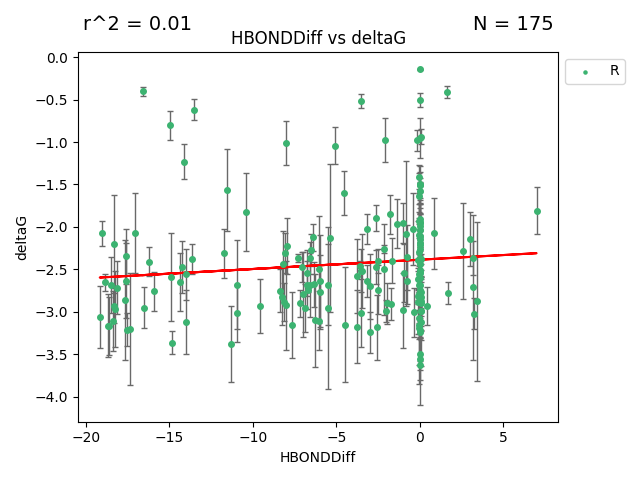 r^2 = 0.01
N = 175
HBONDDiff vs deltaG
R
deltaG
0.0
−0.5
−1.0
−1.5
−2.0
−2.5
−3.0
−3.5
−4.0
−20
−15
−10
−5
0
5
HBONDDiff